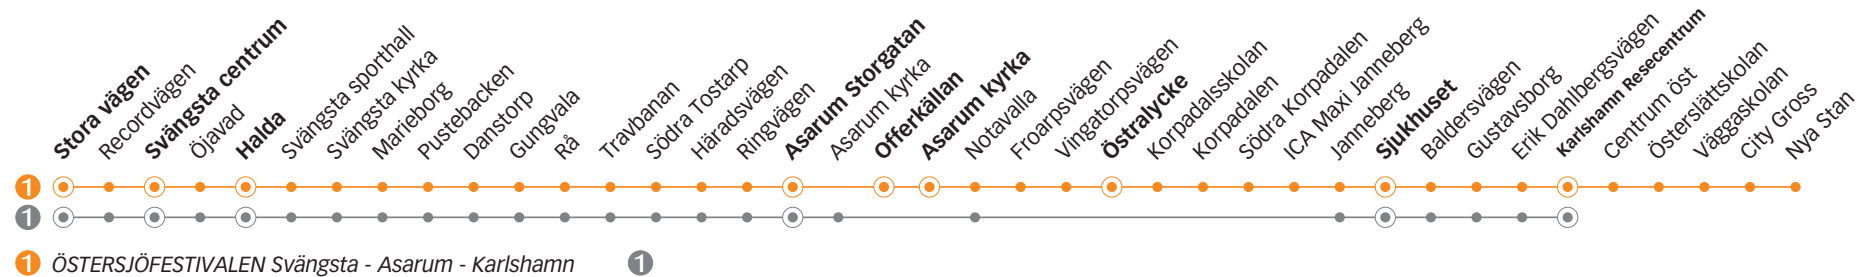 Stora vägen
Recordvägen
Svängsta centrum
Öjavad
Halda
Svängsta sporthall
Svängsta kyrka
Marieborg
Pustebacken
Danstorp
Gungvala
Rå
Travbanan
Södra Tostarp
Häradsvägen
Ringvägen
Asarum Storgatan
Asarum Kyrka
Offerkällan
Asarum kyrka
Notavalla
Froarpsvägen
Vingatorpsvägen
Östralycke
Korpadalsskolan
Korpadalen
Södra Korpadalen
ICA Maxi Janneberg
Janneberg
Sjukhuset
Baldersvägen
Gustavsborg
Erik Dahlbergsvägen
Karlshamn Resecentrum
Centrum öst
Österslättskolan
Väggaskolan
City Gross
Nya Stan
1
1
1 ÖSTERSJÖFESTIVALEN Svängsta - Asarum - Karlshamn 1